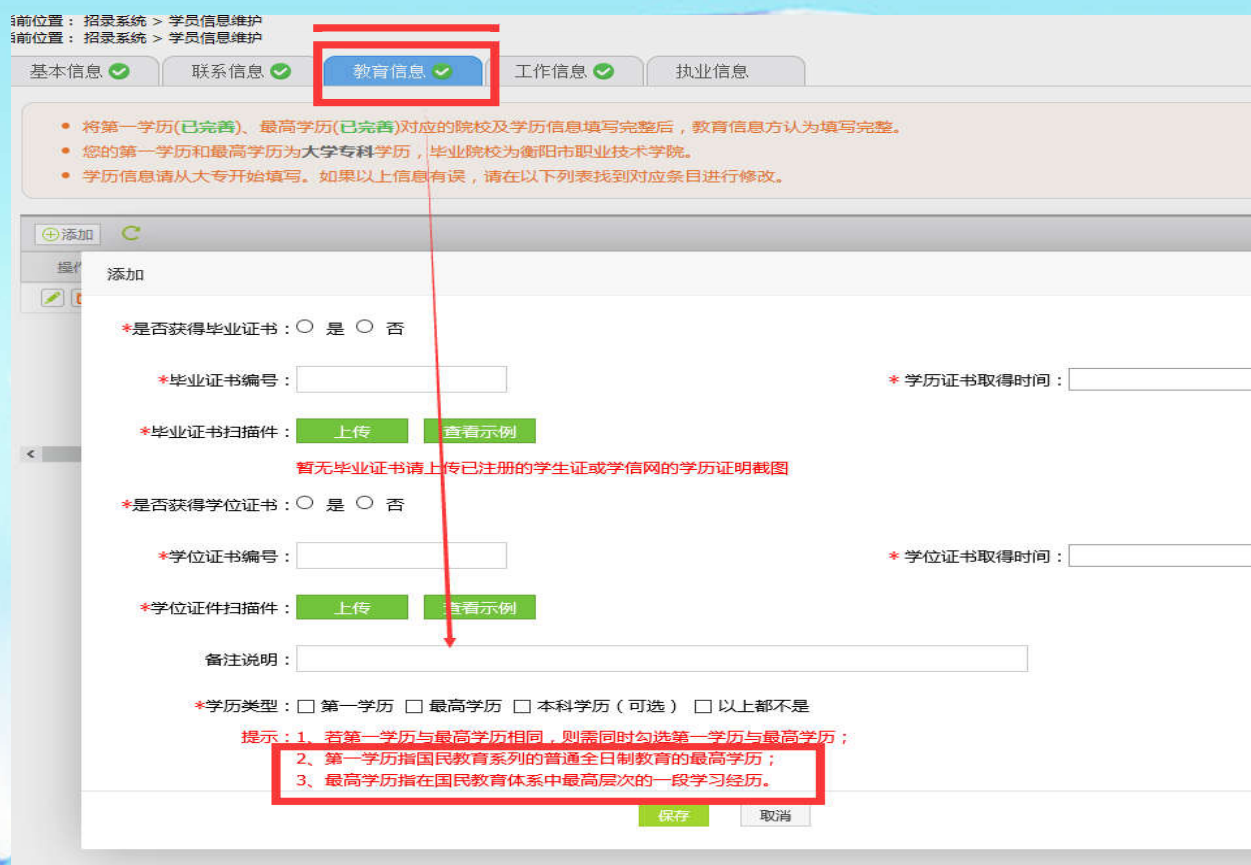 当前位置： 招录系统 > 学员信息维护
当前位置： 招录系统 > 学员信息维护
基本信息 联系信息 教育信息 工作信息 执业信息
• 将第一学历(已完善)、最高学历(已完善)对应的院校及学历信息填写完整后，教育信息方认为填写完整。
• 您的第一学历和最高学历为大学专科学历，毕业院校为衡阳市职业技术学院。
• 学历信息请从大专开始填写。如果以上信息有误，请在以下列表找到对应条目进行修改。
添加
操作
添加
*是否获得毕业证书：○ 是 ○ 否
*毕业证书编号： * 学历证书取得时间：
*毕业证书扫描件： 上传 查看示例
暂无毕业证书请上传已注册的学生证或学信网的学历证明截图
*是否获得学位证书：○ 是 ○ 否
*学位证书编号： * 学位证书取得时间：
*学位证件扫描件： 上传 查看示例
备注说明：
*学历类型：□ 第一学历 □ 最高学历 □ 本科学历（可选） □ 以上都不是
提示：1、若第一学历与最高学历相同，则需同时勾选第一学历与最高学历；
2、第一学历指国民教育系列的普通全日制教育的最高学历；
3、最高学历指在国民教育体系中最高层次的一段学习经历。
保存 取消